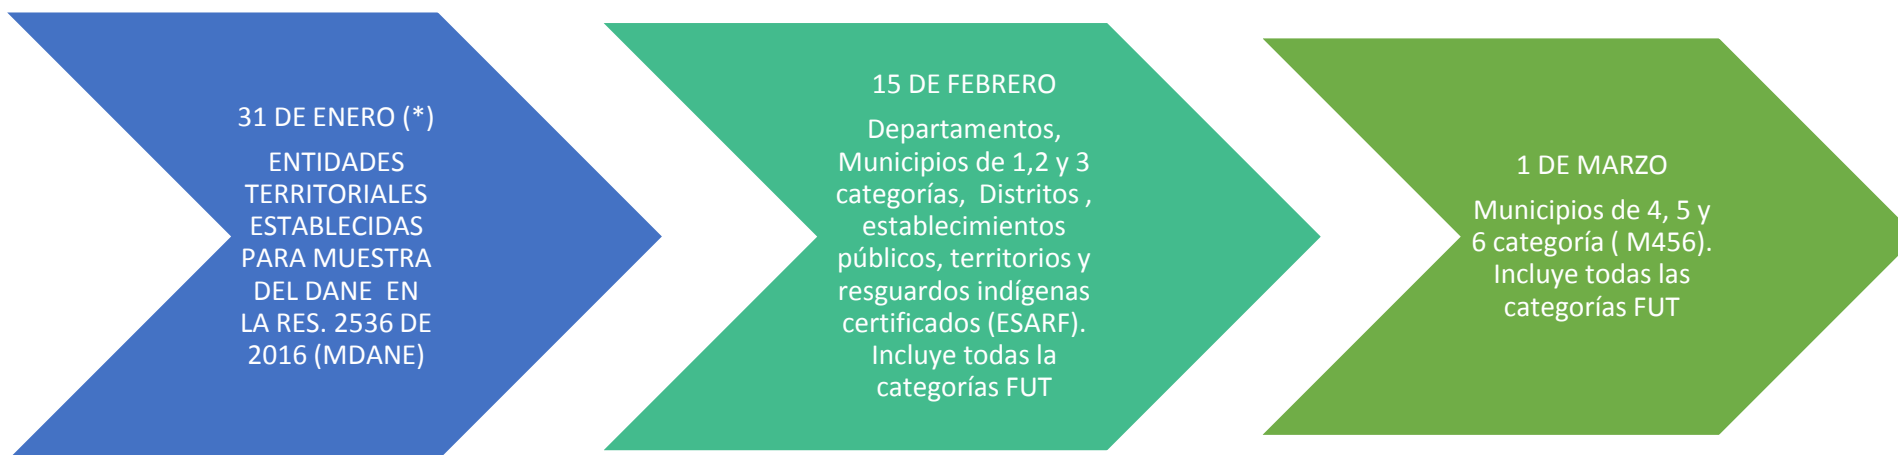 31 DE ENERO (*)
ENTIDADES
TERRITORIALES
ESTABLECIDAS
PARA MUESTRA
DEL DANE EN
LA RES. 2536 DE
2016 (MDANE)
15 DE FEBRERO
Departamentos,
Municipios de 1,2 y 3
categorías, Distritos ,
establecimientos
públicos, territorios y
resguardos indígenas
certificados (ESARF).
Incluye todas la
categorías FUT
1 DE MARZO
Municipios de 4, 5 y
6 categoría ( M456).
Incluye todas las
categorías FUT